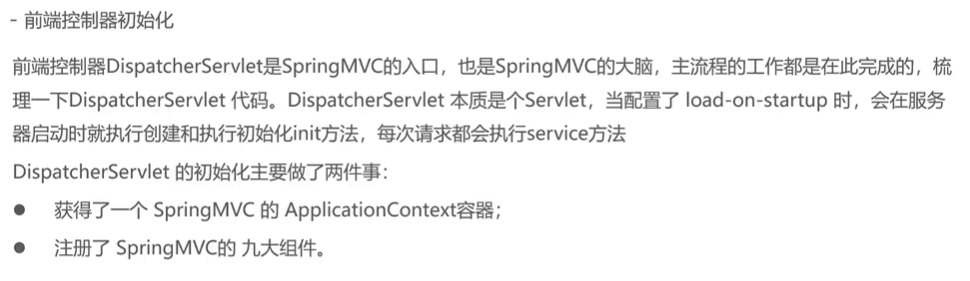 - 前端控制器初始化
前端控制器DispatcherServlet是SpringMVC的入口，也是SpringMVC的大脑，主流程的工作都是在此完成的，梳
理一下DispatcherServlet 代码。DispatcherServlet 本质是个Servlet，当配置了 load-on-startup 时，会在服务
器启动时就执行创建和执行初始化init方法，每次请求都会执行service方法
DispatcherServlet 的初始化主要做了两件事：
● 获得了一个 SpringMVC 的 ApplicationContext容器；
● 注册了 SpringMVC的 九大组件。